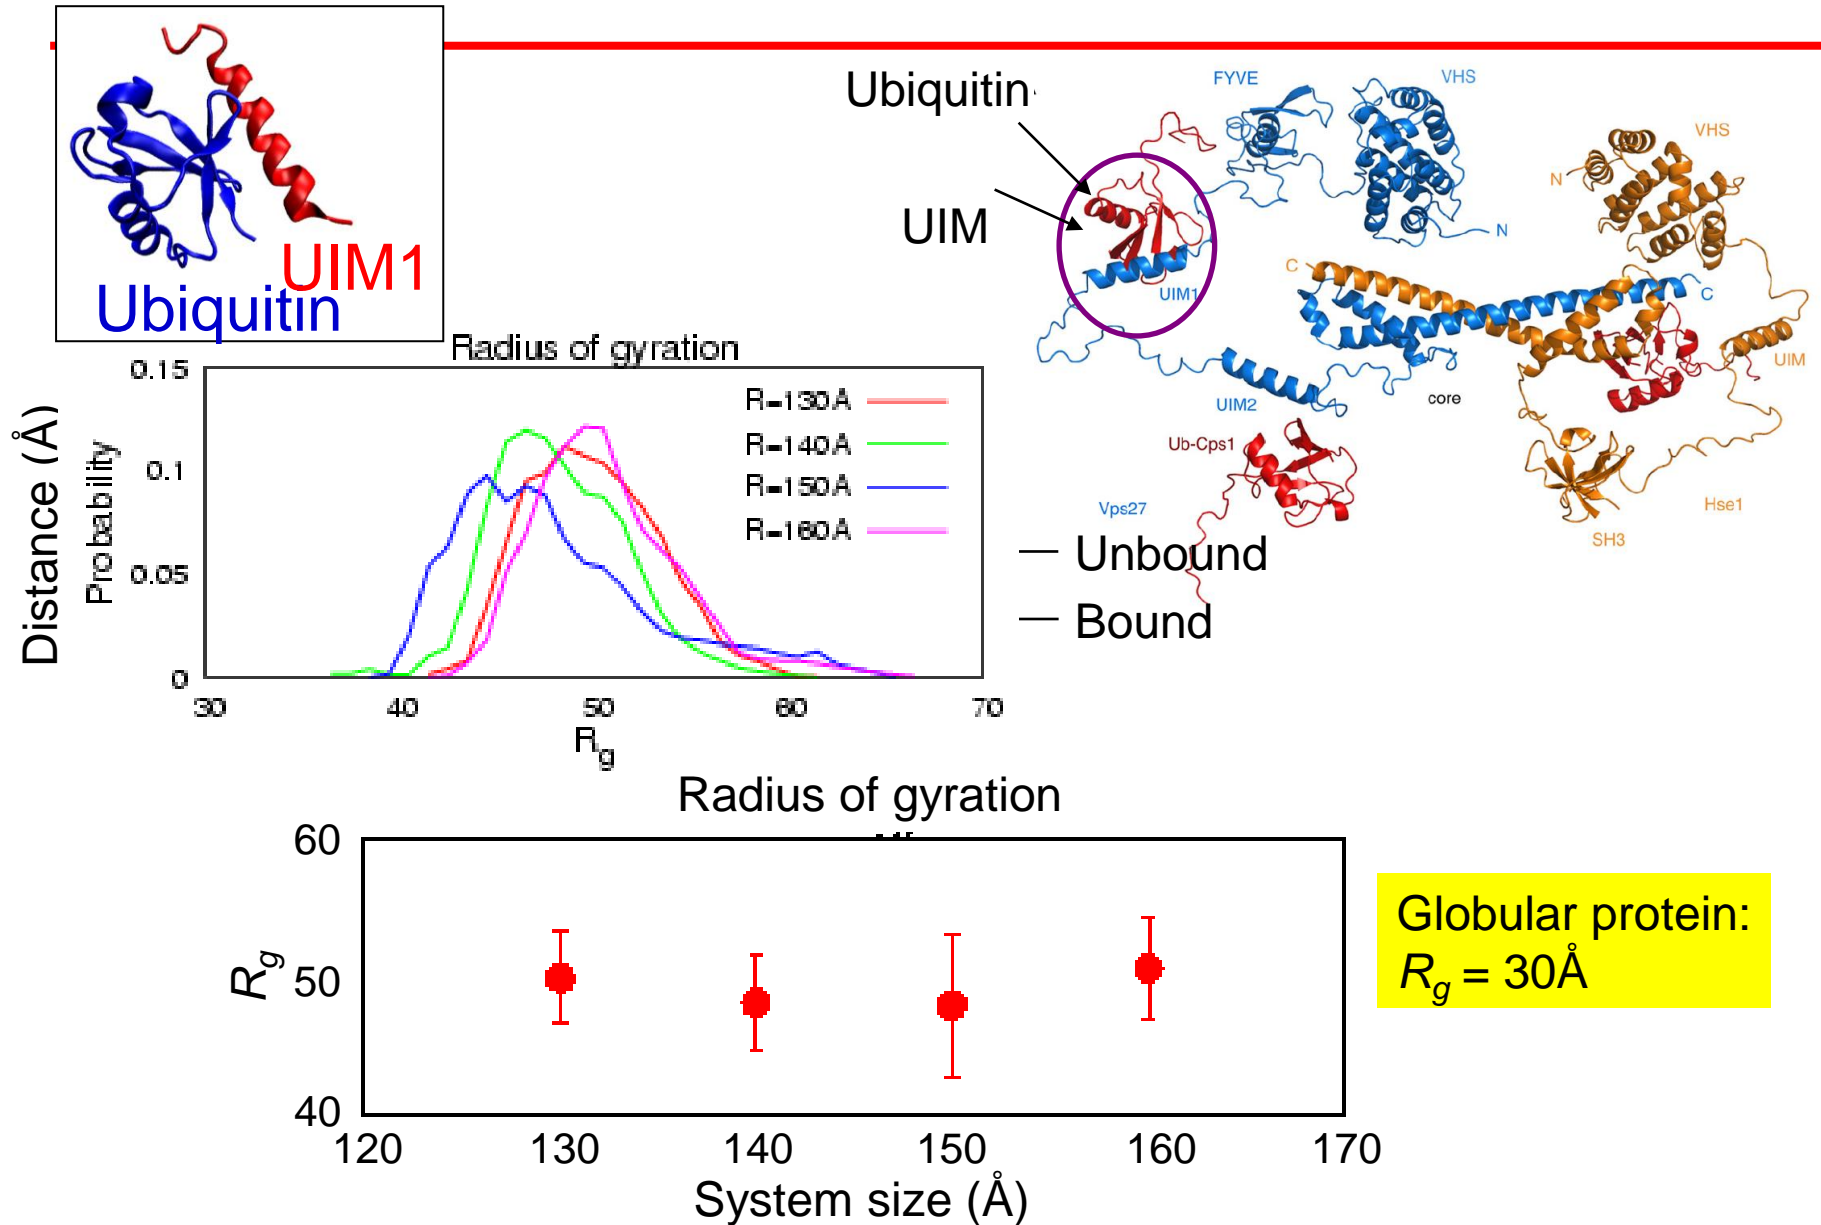 UIM1
Ubiquitin
Ubiquitin
UIM
FYVE
VHS
N
UIM1
UIM2
C
C
core
VHS
N
UIM
Ub-Cps1
Vps27
SH3
Hse1
— Unbound
— Bound
Radius of gyration
Distance (Å)
Probability
0.15
0.1
0.05
0
R=130A
R=140A
R=150A
R=160A
30 40 50 60 70
Rg
Radius of gyration
Rg
60
50
40
120 130 140 150 160 170
System size (Å)
Globular protein:
Rg = 30Å